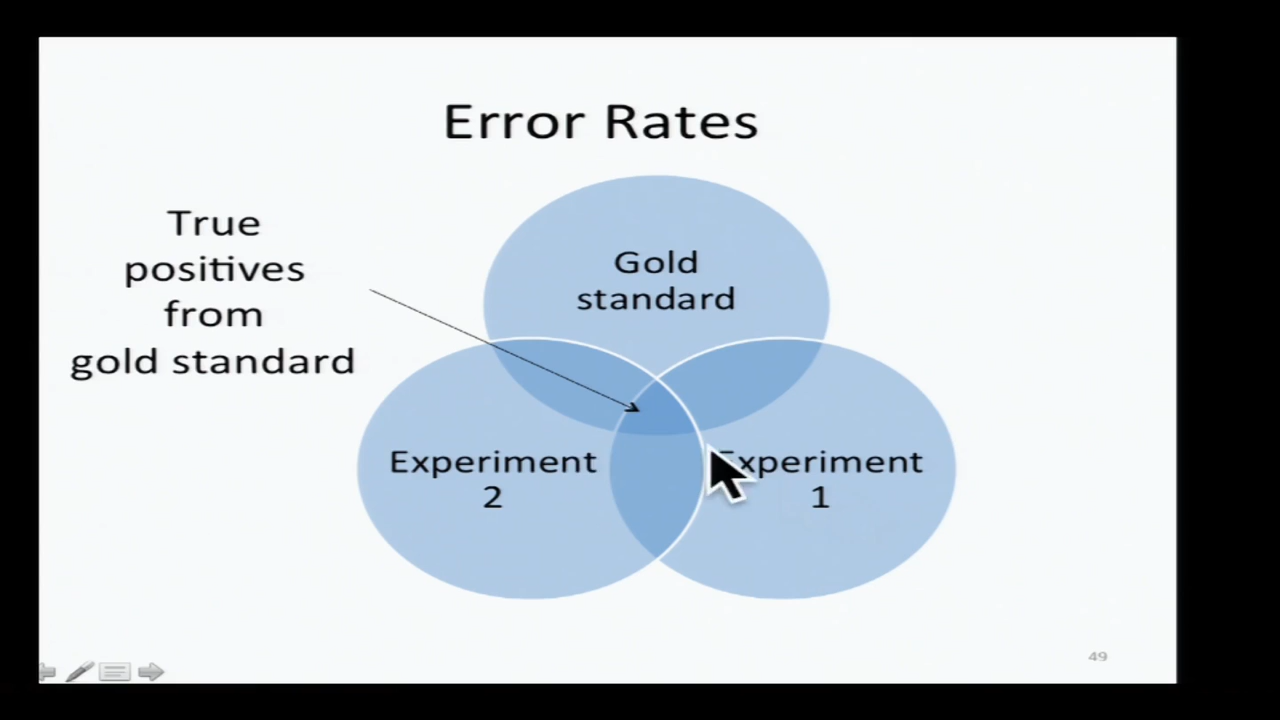 Error Rates
True
positives
from
gold standard
Gold
standard
Experiment
2
Experiment
1
49